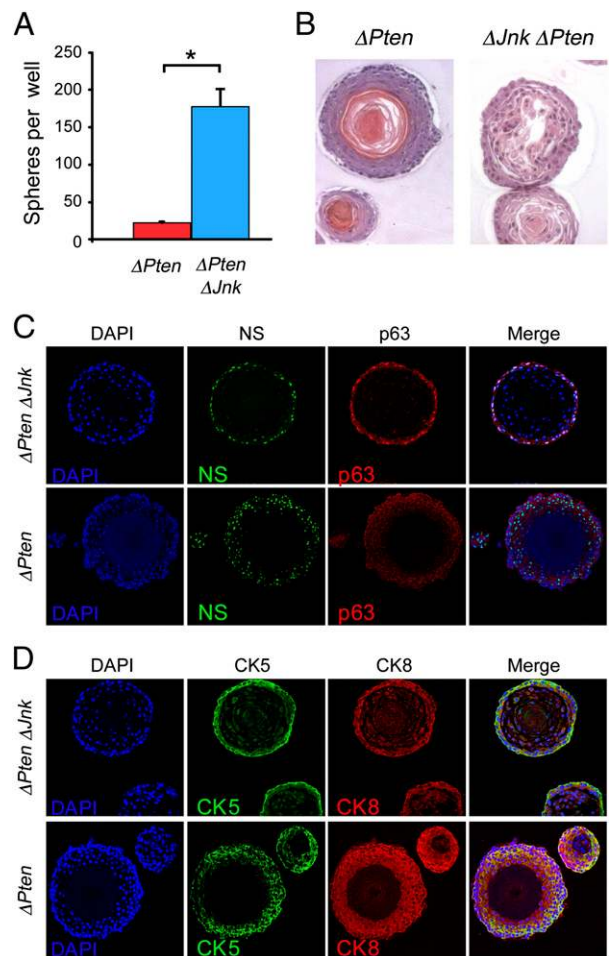 A
Spheres per well
250
200
150
100
50
0
*
ΔPten
ΔPten
ΔJnk
B
ΔPten
ΔJnk ΔPten
C
DAPI NS p63 Merge
ΔPten ΔJnk
DAPI NS p63
ΔPten
DAPI NS p63
D
DAPI CK5 CK8 Merge
ΔPten ΔJnk
DAPI CK5 CK8
ΔPten
DAPI CK5 CK8